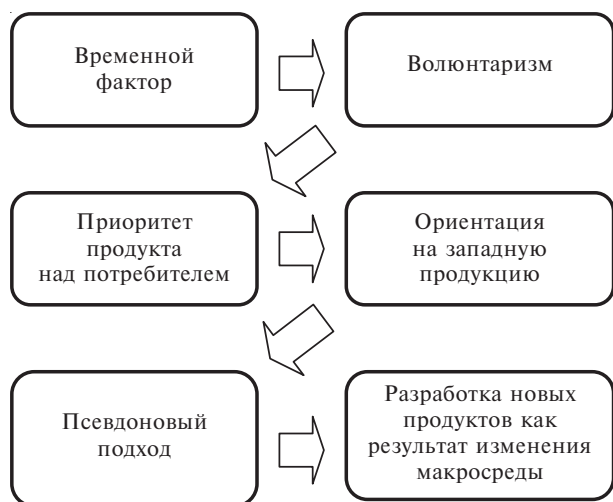 Временной
фактор
Волюнтаризм
Приоритет
продукта
над потребителем
Ориентация
на западную
продукцию
Псевдоновый
подход
Разработка новых
продуктов как
результат изменения
макросреды